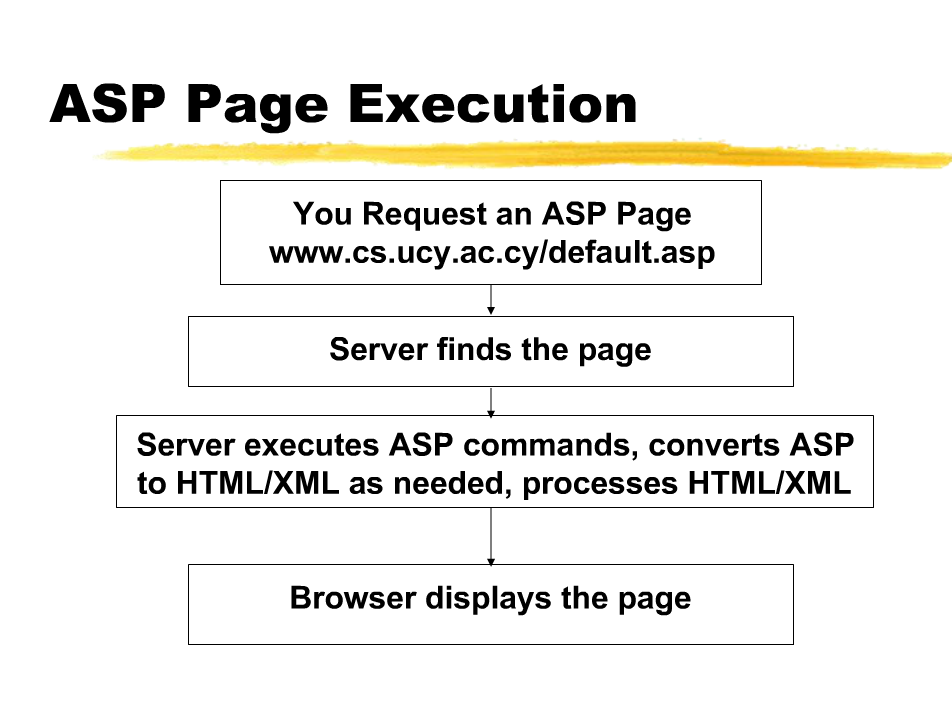 ASP Page Execution
You Request an ASP Page
www.cs.ucy.ac.cy/default.asp
Server finds the page
Server executes ASP commands, converts ASP
to HTML/XML as needed, processes HTML/XML
Browser displays the page